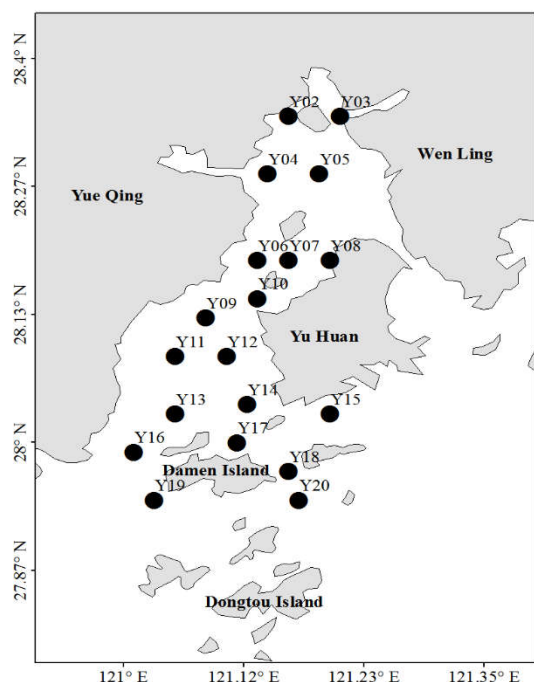 28.4° N
Y02 Y03
Wen Ling
Y04 Y05
28.27° N
Yue Qing
Y06 Y07 Y08
Y10
28.13° N
Y09
Yu Huan
Y11 Y12
Y14
Y13 Y15
28° N
Y17
Y16
Y18
Damen Island
Y19 Y20
27.87° N
Dongtou Island
121° E 121.12° E 121.23° E 121.35° E